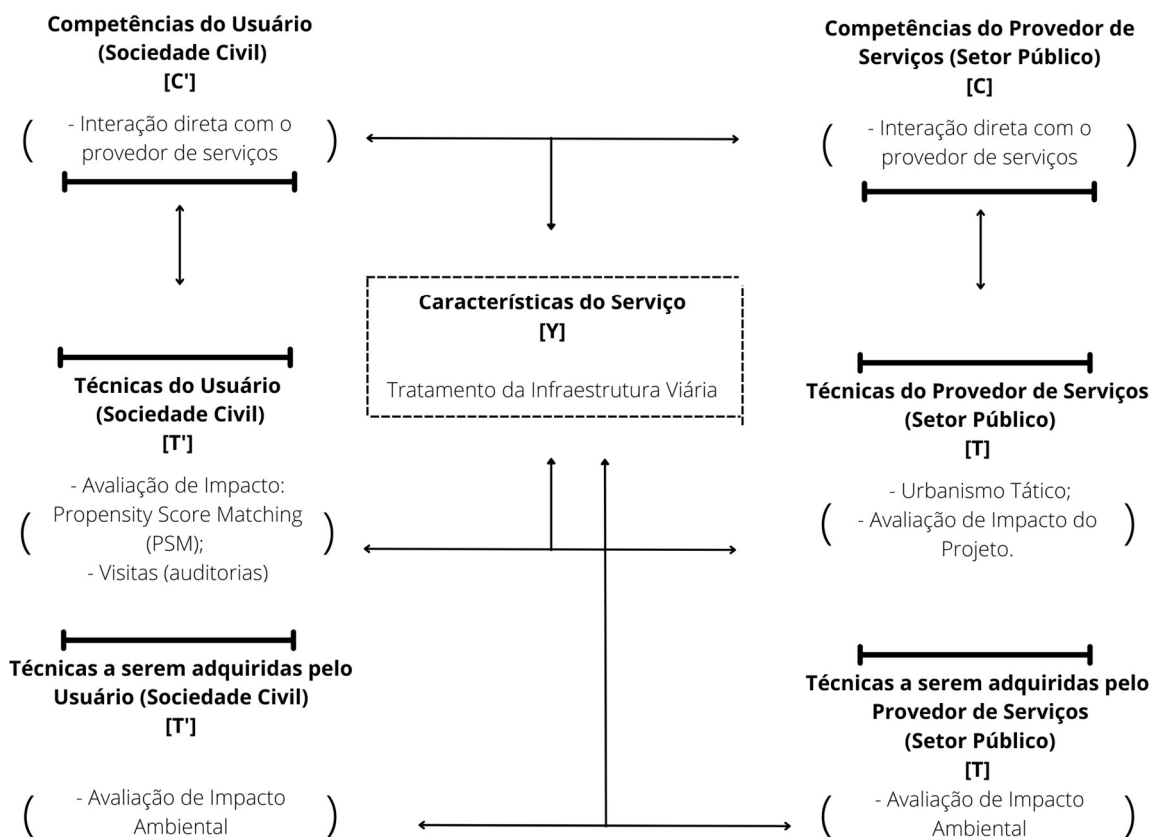 Competências do Usuário
(Sociedade Civil)
[C']
( - Interação direta com o
provedor de serviços )
Competências do Provedor de
Serviços (Setor Público)
[C]
( - Interação direta com o
provedor de serviços )
Características do Serviço
[Y]
Tratamento da Infraestrutura Viária
Técnicas do Usuário
(Sociedade Civil)
[T']
( - Avaliação de Impacto:
Propensity Score Matching
(PSM);
- Visitas (auditorias) )
Técnicas do Provedor de Serviços
(Setor Público)
[T]
( - Urbanismo Tático;
- Avaliação de Impacto do
Projeto. )
Técnicas a serem adquiridas pelo
Usuário (Sociedade Civil)
[T']
( - Avaliação de Impacto
Ambiental )
Técnicas a serem adquiridas pelo
Provedor de Serviços
(Setor Público)
[T]
( - Avaliação de Impacto
Ambiental )